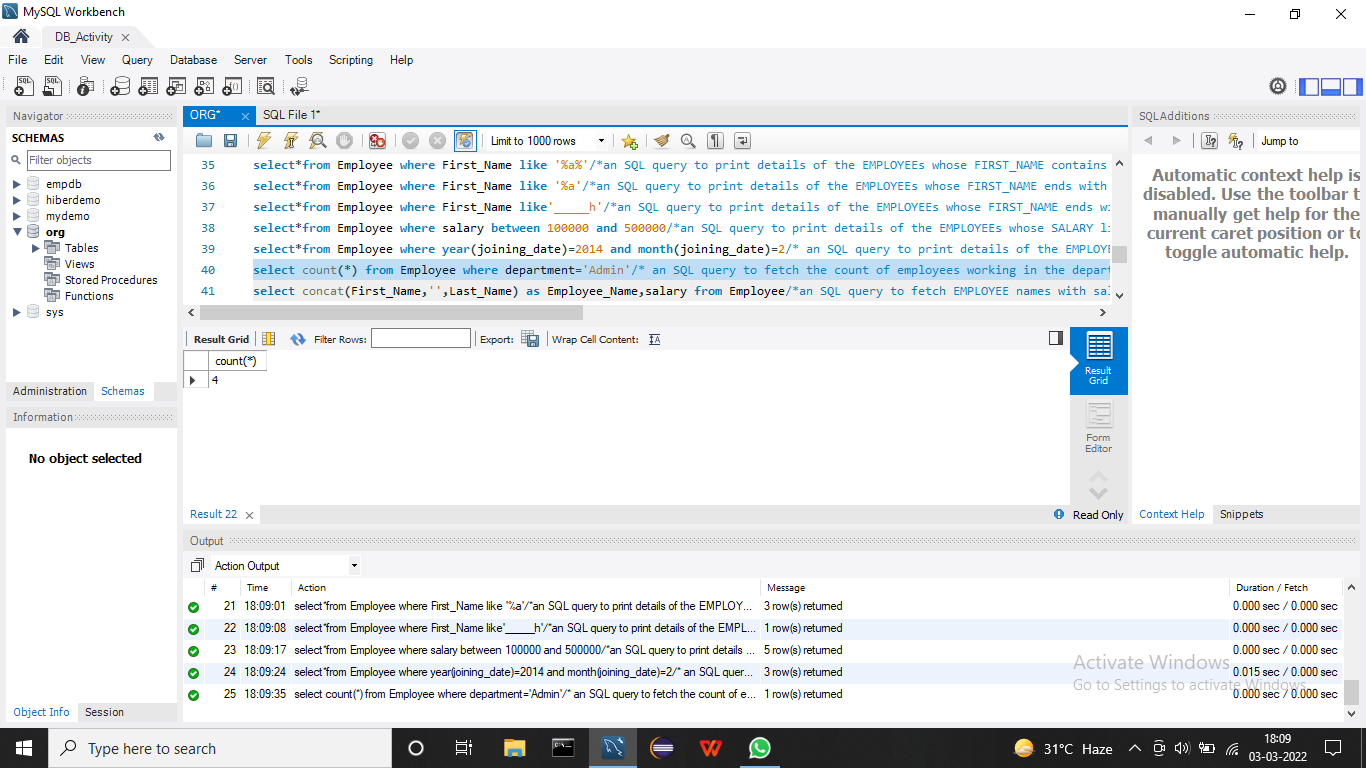 MySQL Workbench
DB_Activity
File Edit View Query Database Server Tools Scripting Help
Navigator
SCHEMAS
Filter objects
empdb
hiberdemo
mydemo
org
Tables
Views
Stored Procedures
Functions
sys
Administration Schemas
Information
No object selected
Object Info Session
ORG* SQL File 1*
Limit to 1000 rows
35 select*from Employee where First_Name like '%a%'/*an SQL query to print details of the EMPLOYEEs whose FIRST_NAME contains
36 select*from Employee where First_Name like '%a'/*an SQL query to print details of the EMPLOYEEs whose FIRST_NAME ends with
37 select*from Employee where First_Name like'_____h'/*an SQL query to print details of the EMPLOYEEs whose FIRST_NAME ends wi
38 select*from Employee where salary between 100000 and 500000/*an SQL query to print details of the EMPLOYEEs whose SALARY li
39 select*from Employee where year(joining_date)=2014 and month(joining_date)=2/* an SQL query to print details of the EMPLOYE
40 select count(*) from Employee where department='Admin'/* an SQL query to fetch the count of employees working in the depart
41 select concat(First_Name,'',Last_Name) as Employee_Name,salary from Employee/*an SQL query to fetch EMPLOYEE names with sal
Result Grid Filter Rows: Export: Wrap Cell Content:
count(*)
4
Result Grid
Form Editor
Result 22
Read Only
SQLAdditions
Jump to
Automatic context help is
disabled. Use the toolbar t
manually get help for the
current caret position or to
toggle automatic help.
Context Help Snippets
Output
Action Output
# Time Action Message Duration / Fetch
21 18:09:01 select*from Employee where First_Name like '%a'/*an SQL query to print details of the EMPLOY... 3 row(s) returned 0.000 sec / 0.000 sec
22 18:09:08 select*from Employee where First_Name like'_____h'/*an SQL query to print details of the EMPL... 1 row(s) returned 0.000 sec / 0.000 sec
23 18:09:17 select*from Employee where salary between 100000 and 500000/*an SQL query to print details ... 5 row(s) returned 0.000 sec / 0.000 sec
24 18:09:24 select*from Employee where year(joining_date)=2014 and month(joining_date)=2/* an SQL quer... 3 row(s) returned 0.015 sec / 0.000 sec
25 18:09:35 select count(*) from Employee where department='Admin'/* an SQL query to fetch the count of e... 1 row(s) returned 0.000 sec / 0.000 sec
Activate Windows
Go to Settings to activate Windows.
Type here to search
31°C Haze
18:09
03-03-2022